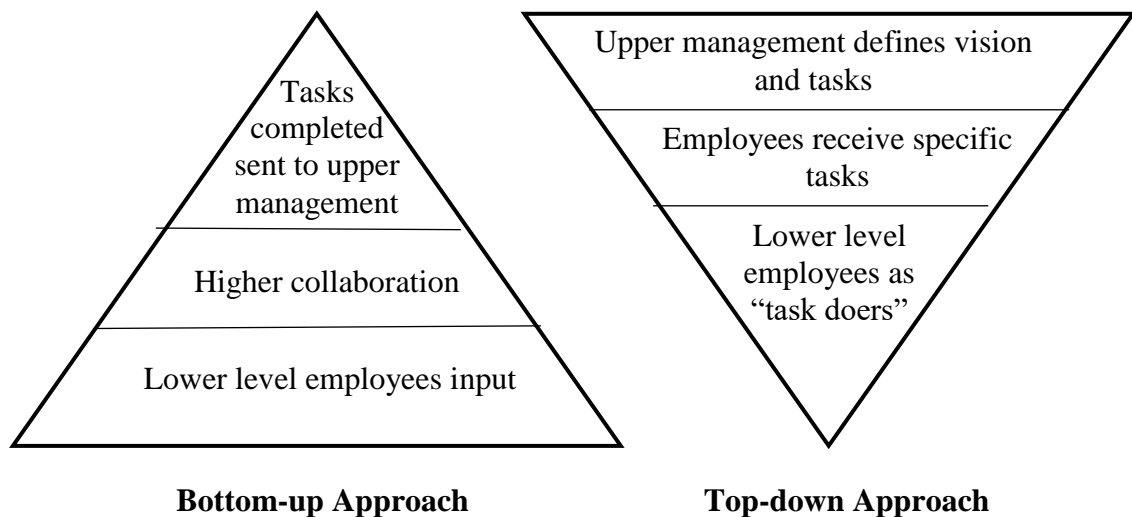 Tasks
completed
sent to upper
management
Higher collaboration
Lower level employees input
Bottom-up Approach
Upper management defines vision
and tasks
Employees receive specific
tasks
Lower level
employees as
“task doers”
Top-down Approach